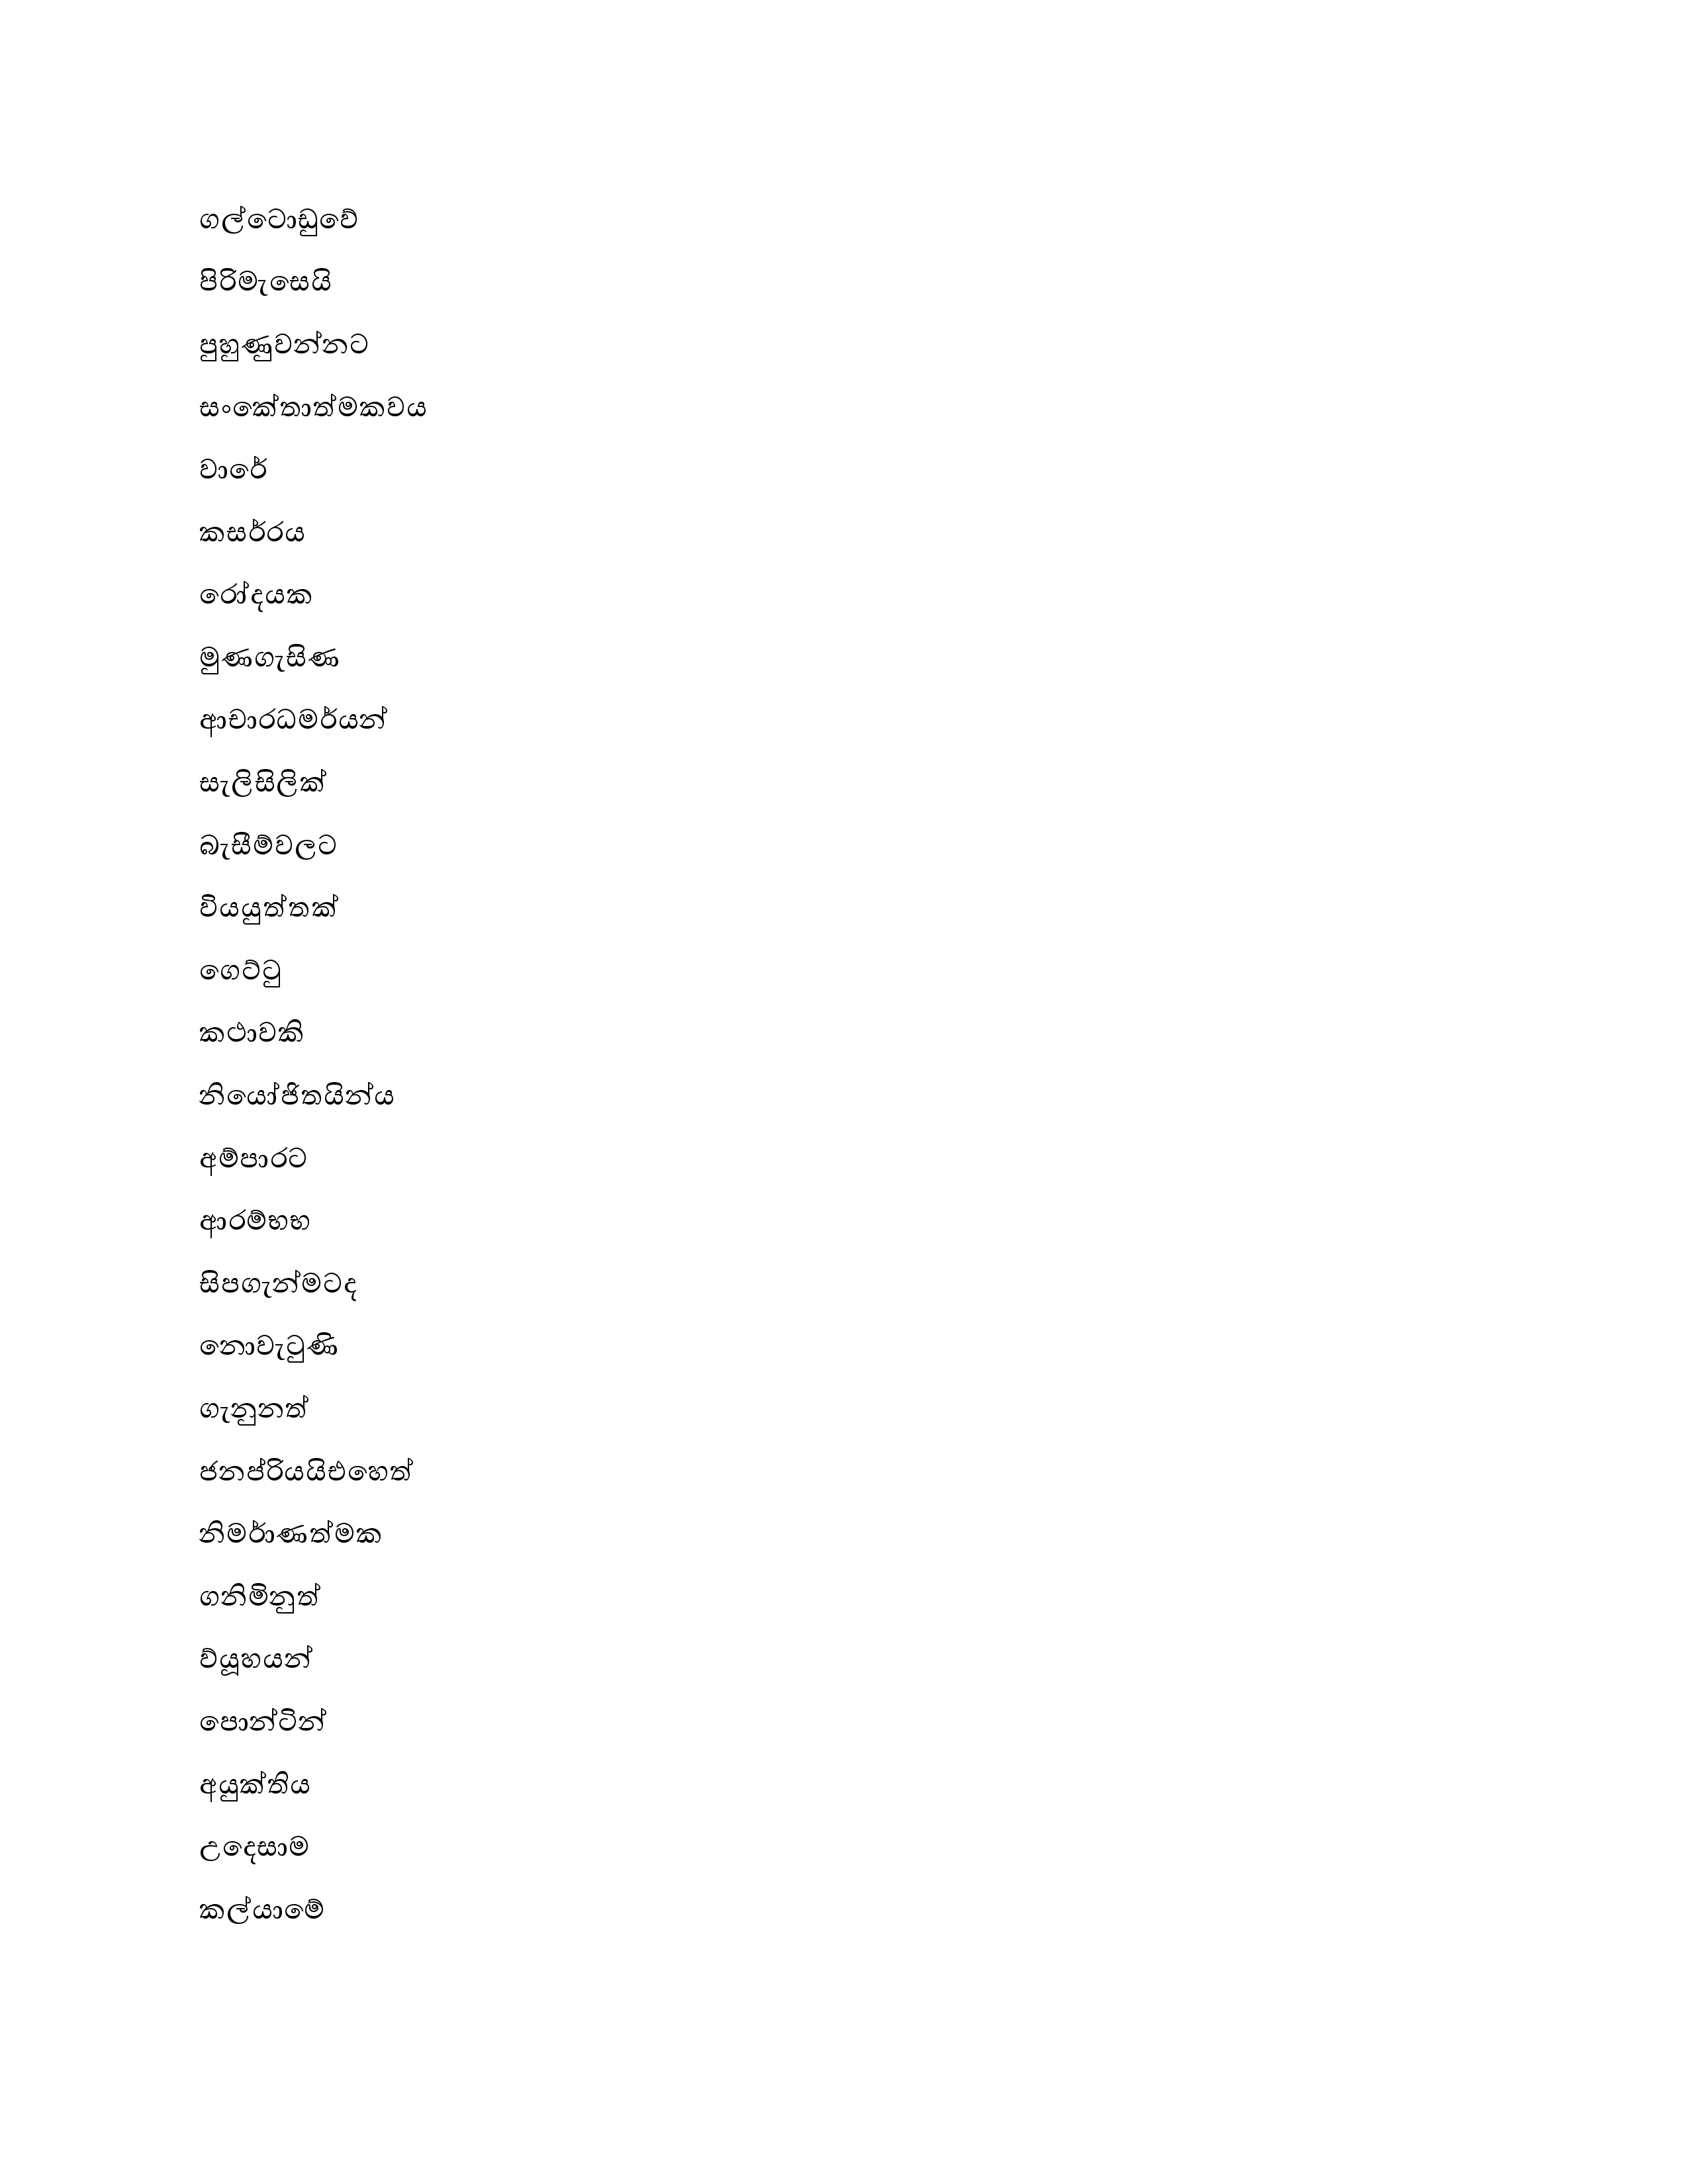 ගල්ටොඩුවේ
පිරිමැසෙයි
පුහුණුවන්නට
සංකේතාත්මකවය
වාරේ
කසර්රය
රෝදයක
මුණගැසිණ
ආචාරධමර්යන්
සැලිසිලික්
බැසීම්වලට
වියයුත්තක්
ගෙට්ටු
කථාවකි
නියෝජිතයින්ය
අම්පාරට
ආරම්භභ
සිපගැන්මටද
නොවැටුණි
ගැනුනත්
ජනප්රියයිඑහෙත්
නිමර්ාණත්මක
ගනිමිනුත්
ව්යූහයන්
පොන්ටින්
අයුක්තිය
උදෙසාම
කල්යාමේ